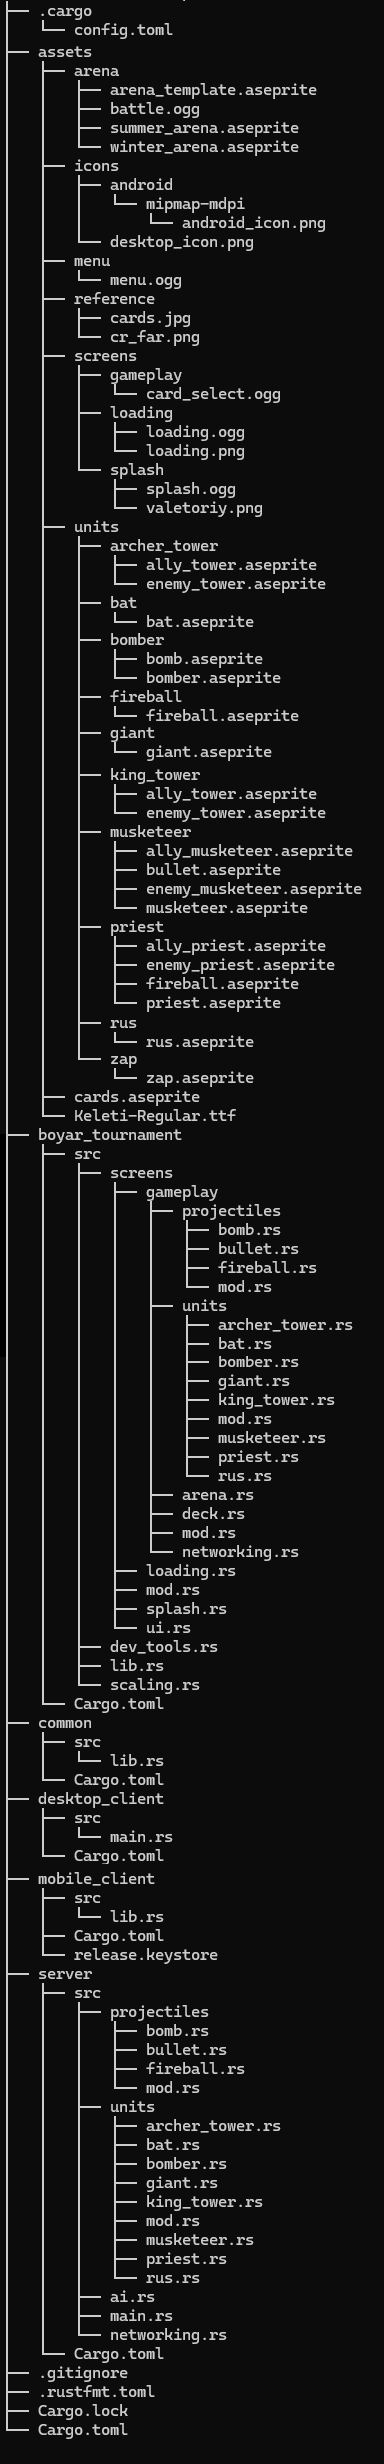 .cargo
config.toml
assets
arena
arena_template.aseprite
battle.ogg
summer_arena.aseprite
winter_arena.aseprite
icons
android
mipmap-mdpi
android_icon.png
desktop_icon.png
menu
menu.ogg
reference
cards.jpg
cr_far.png
screens
gameplay
card_select.ogg
loading
loading.ogg
loading.png
splash
splash.ogg
valetoriy.png
units
archer_tower
ally_tower.aseprite
enemy_tower.aseprite
bat
bat.aseprite
bomber
bomb.aseprite
bomber.aseprite
fireball
fireball.aseprite
giant
giant.aseprite
king_tower
ally_tower.aseprite
enemy_tower.aseprite
musketeer
ally_musketeer.aseprite
bullet.aseprite
enemy_musketeer.aseprite
musketeer.aseprite
priest
ally_priest.aseprite
enemy_priest.aseprite
fireball.aseprite
priest.aseprite
rus
rus.aseprite
zap
zap.aseprite
cards.aseprite
Keleti-Regular.ttf
boyar_tournament
src
screens
gameplay
projectiles
bomb.rs
bullet.rs
fireball.rs
mod.rs
units
archer_tower.rs
bat.rs
bomber.rs
giant.rs
king_tower.rs
mod.rs
musketeer.rs
priest.rs
rus.rs
arena.rs
deck.rs
mod.rs
networking.rs
loading.rs
mod.rs
splash.rs
ui.rs
dev_tools.rs
lib.rs
scaling.rs
Cargo.toml
common
src
lib.rs
Cargo.toml
desktop_client
src
main.rs
Cargo.toml
mobile_client
src
lib.rs
Cargo.toml
release.keystore
server
src
projectiles
bomb.rs
bullet.rs
fireball.rs
mod.rs
units
archer_tower.rs
bat.rs
bomber.rs
giant.rs
king_tower.rs
mod.rs
musketeer.rs
priest.rs
rus.rs
ai.rs
main.rs
networking.rs
Cargo.toml
.gitignore
.rustfmt.toml
Cargo.lock
Cargo.toml